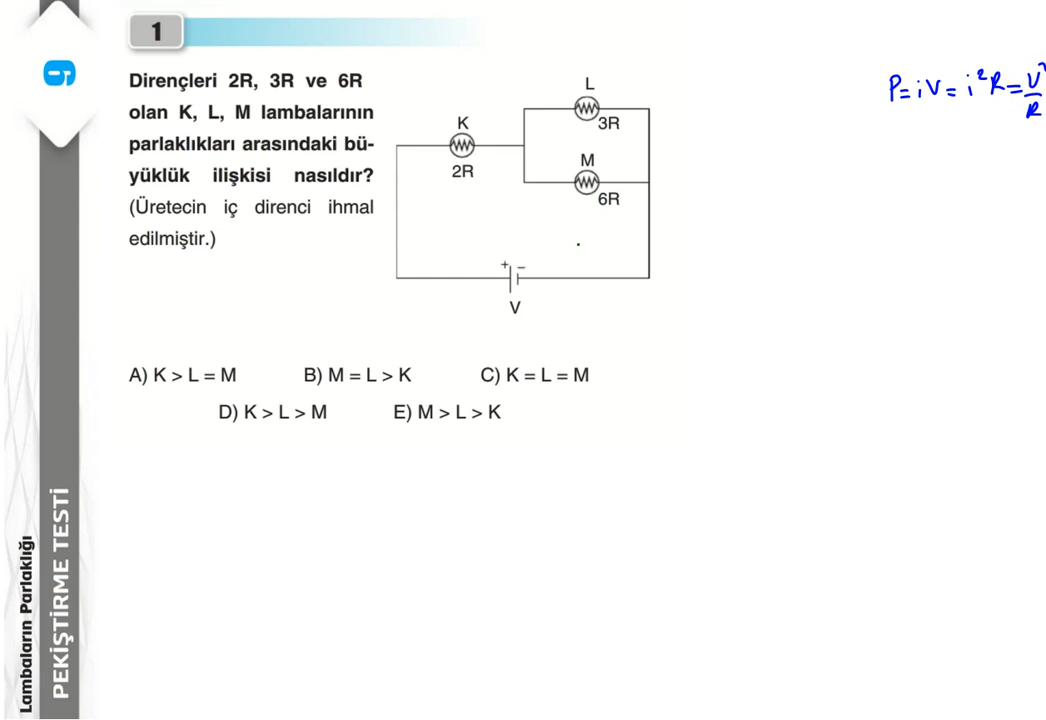 1
9
Dirençleri 2R, 3R ve 6R
olan K, L, M lambalarının
parlaklıkları arasındaki bü-
yüklük ilişkisi nasıldır?
(Üretecin iç direnci ihmal
edilmiştir.)
K
2R
L
3R
M
6R
+ −
V
P=iV=i²R=V²/R
A) K > L = M B) M = L > K C) K = L = M
D) K > L > M E) M > L > K
Lambaların Parlaklığı
PEKİŞTİRME TESTİ